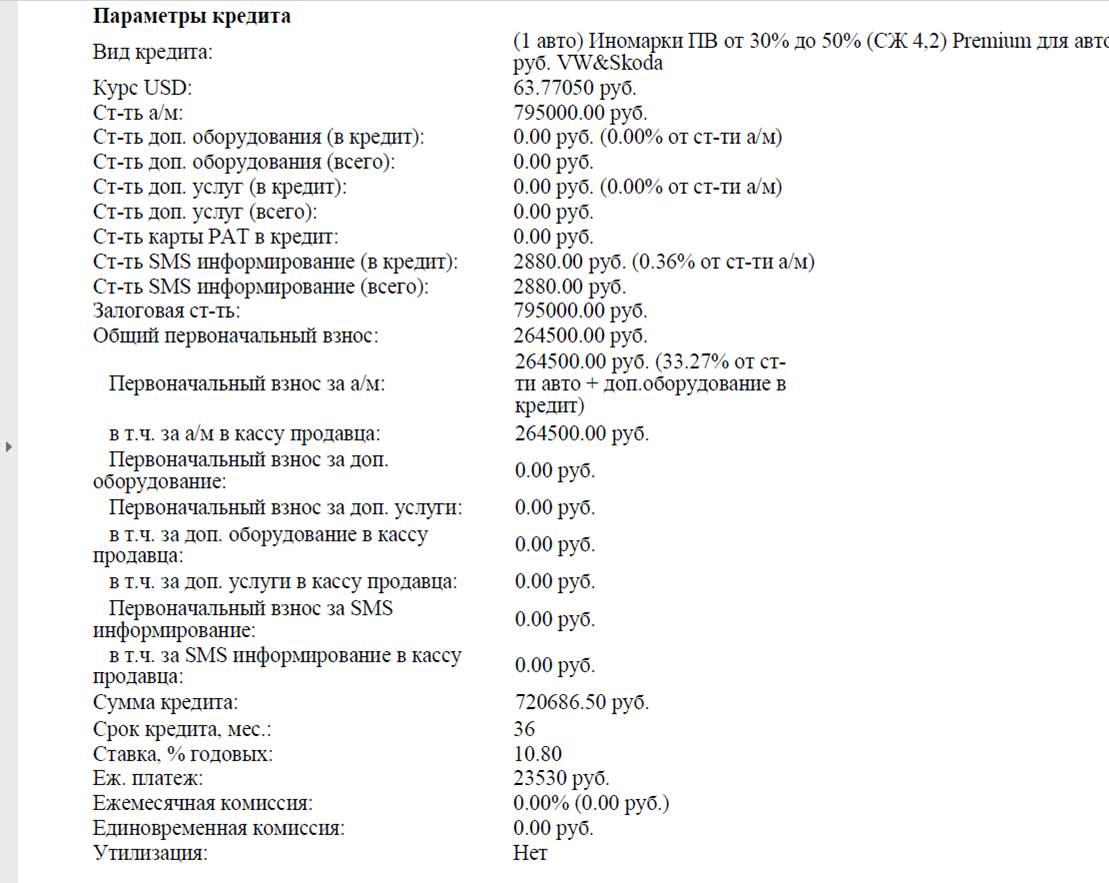 Параметры кредита
Вид кредита: (1 авто) Иномарки ПВ от 30% до 50% (СЖ 4,2) Premium для авто
руб. VW&Skoda
Курс USD: 63.77050 руб.
Ст-ть а/м: 795000.00 руб.
Ст-ть доп. оборудования (в кредит): 0.00 руб. (0.00% от ст-ти а/м)
Ст-ть доп. оборудования (всего): 0.00 руб.
Ст-ть доп. услуг (в кредит): 0.00 руб. (0.00% от ст-ти а/м)
Ст-ть доп. услуг (всего): 0.00 руб.
Ст-ть карты РАТ в кредит: 0.00 руб.
Ст-ть SMS информирование (в кредит): 2880.00 руб. (0.36% от ст-ти а/м)
Ст-ть SMS информирование (всего): 2880.00 руб.
Залоговая ст-ть: 795000.00 руб.
Общий первоначальный взнос: 264500.00 руб.
Первоначальный взнос за а/м: 264500.00 руб. (33.27% от ст-
ти авто + доп.оборудование в
кредит)
в т.ч. за а/м в кассу продавца: 264500.00 руб.
Первоначальный взнос за доп.
оборудование: 0.00 руб.
Первоначальный взнос за доп. услуги: 0.00 руб.
в т.ч. за доп. оборудование в кассу
продавца: 0.00 руб.
в т.ч. за доп. услуги в кассу продавца: 0.00 руб.
Первоначальный взнос за SMS
информирование: 0.00 руб.
в т.ч. за SMS информирование в кассу
продавца: 0.00 руб.
Сумма кредита: 720686.50 руб.
Срок кредита, мес.: 36
Ставка, % годовых: 10.80
Еж. платеж: 23530 руб.
Ежемесячная комиссия: 0.00% (0.00 руб.)
Единовременная комиссия: 0.00 руб.
Утилизация: Нет